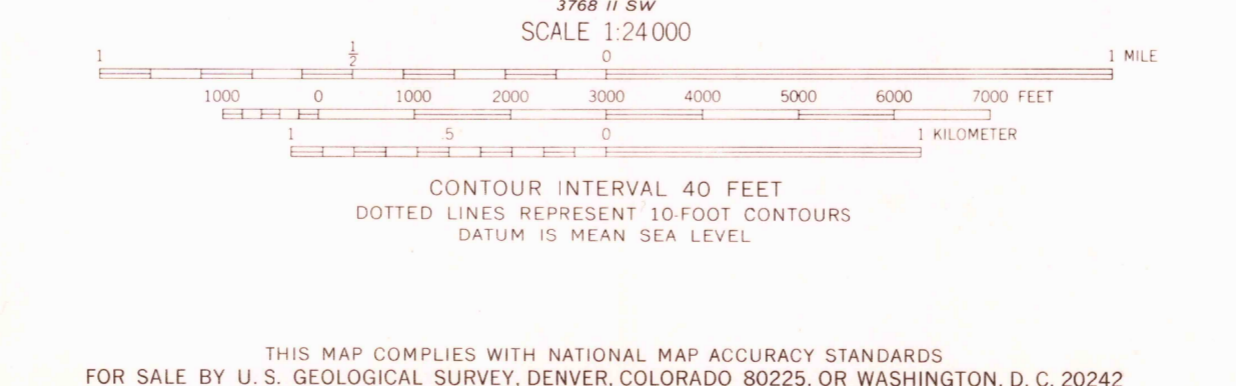 3768 II SW
SCALE 1:24 000
1 1/2 0 1 MILE
1000 0 1000 2000 3000 4000 5000 6000 7000 FEET
1 .5 0 1 KILOMETER
CONTOUR INTERVAL 40 FEET
DOTTED LINES REPRESENT 10-FOOT CONTOURS
DATUM IS MEAN SEA LEVEL
THIS MAP COMPLIES WITH NATIONAL MAP ACCURACY STANDARDS
FOR SALE BY U. S. GEOLOGICAL SURVEY, DENVER, COLORADO 80225, OR WASHINGTON, D. C. 20242